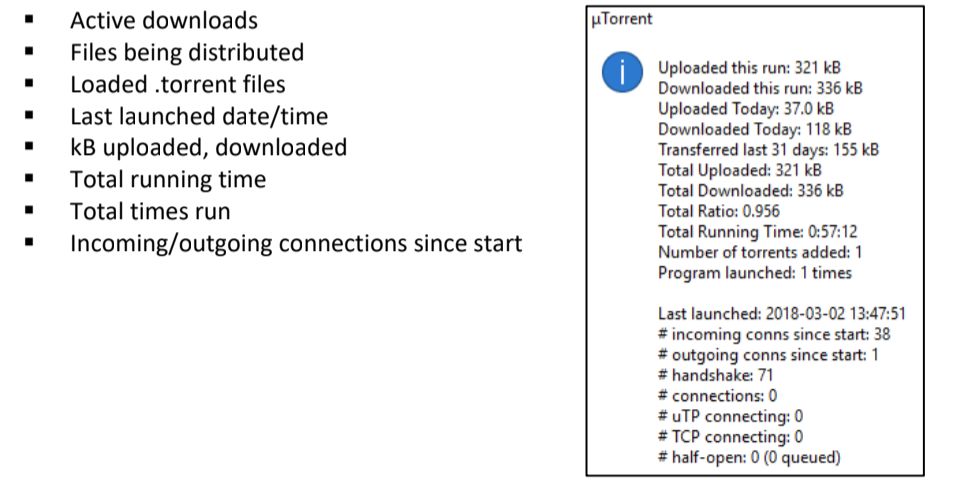 ▪ Active downloads
▪ Files being distributed
▪ Loaded .torrent files
▪ Last launched date/time
▪ kB uploaded, downloaded
▪ Total running time
▪ Total times run
▪ Incoming/outgoing connections since start
µTorrent
i
Uploaded this run: 321 kB
Downloaded this run: 336 kB
Uploaded Today: 37.0 kB
Downloaded Today: 118 kB
Transferred last 31 days: 155 kB
Total Uploaded: 321 kB
Total Downloaded: 336 kB
Total Ratio: 0.956
Total Running Time: 0:57:12
Number of torrents added: 1
Program launched: 1 times
Last launched: 2018-03-02 13:47:51
# incoming conns since start: 38
# outgoing conns since start: 1
# handshake: 71
# connections: 0
# uTP connecting: 0
# TCP connecting: 0
# half-open: 0 (0 queued)